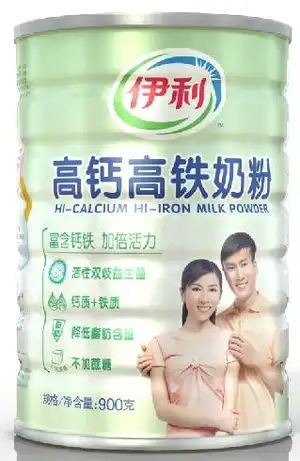 伊利
高钙高铁奶粉
HI-CALCIUM HI-IRON MILK POWDER
富含钙铁 加倍活力
活性双歧益生菌
钙质+铁质
降低脂肪含量
不加蔗糖
规格/净含量:900克